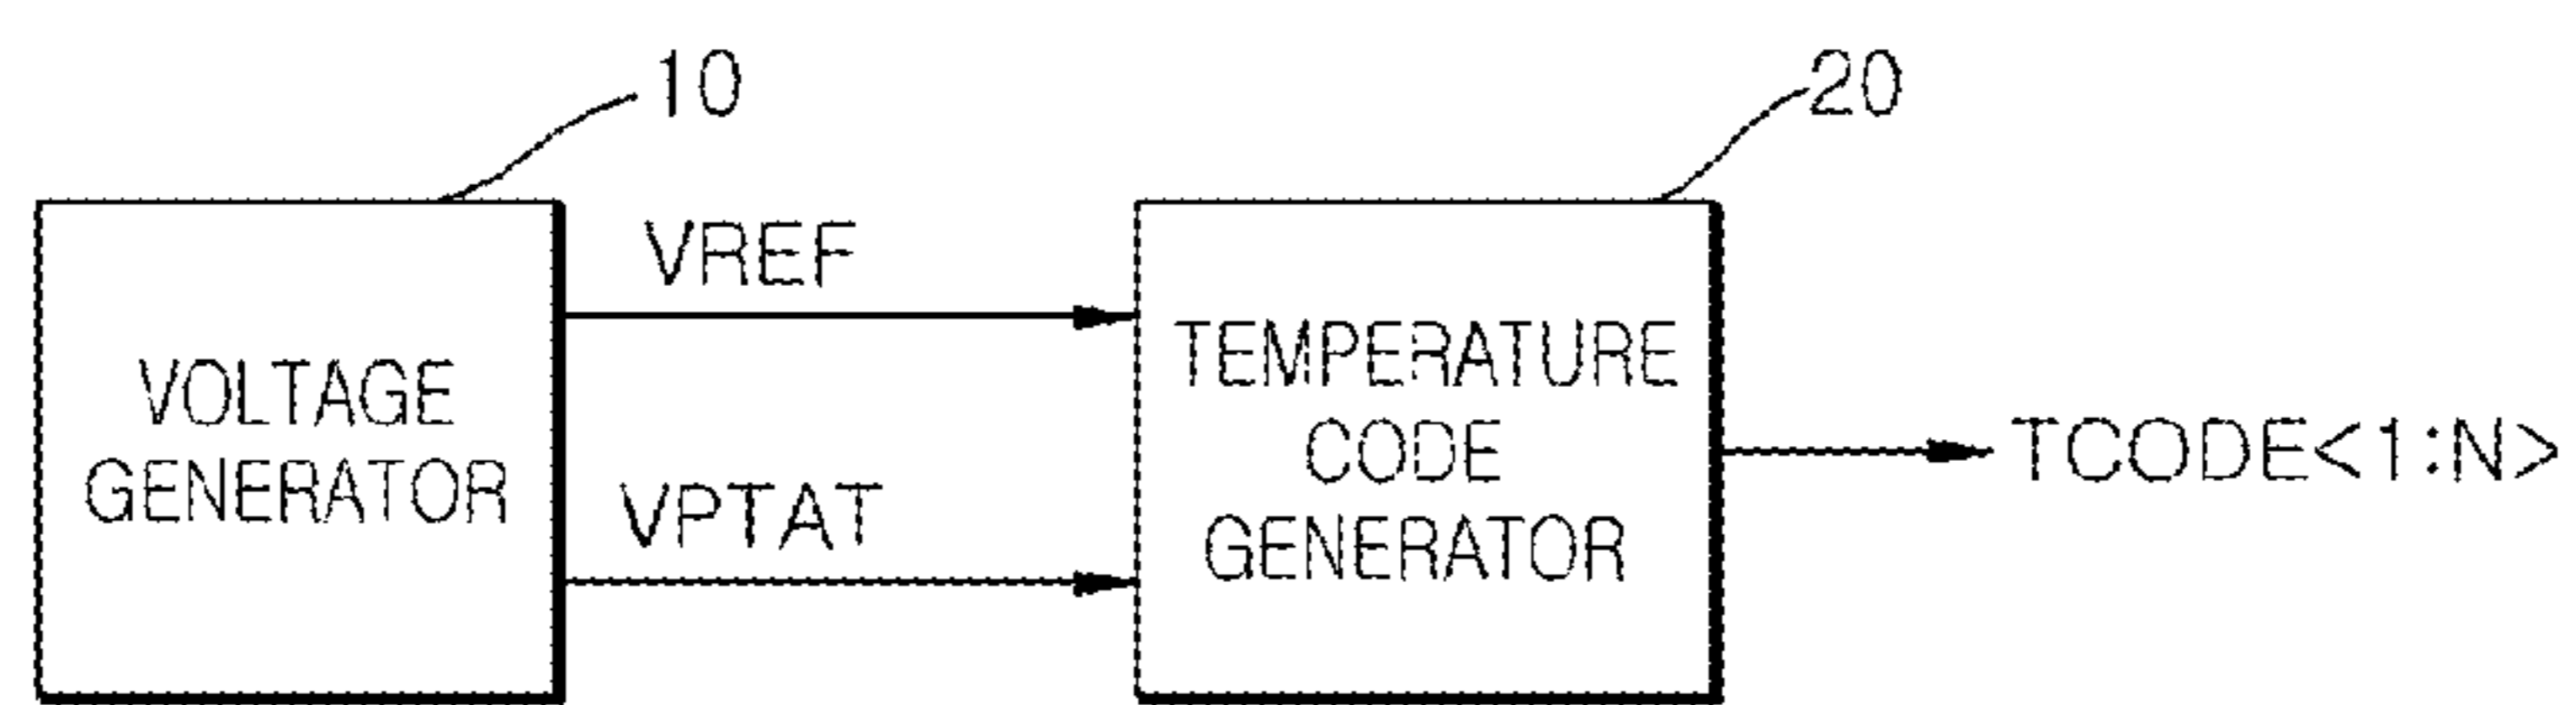 10
20
VREF
VOLTAGE
GENERATOR
VPTAT
TEMPERATURE
CODE
GENERATOR
TCODE<1:N>